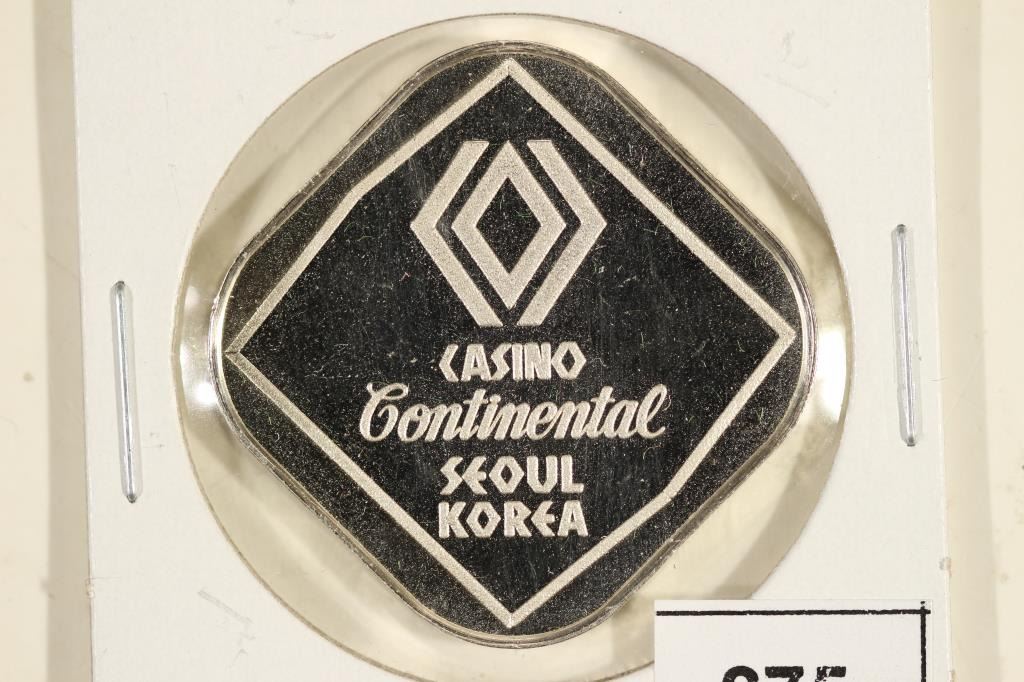 CASINO
Continental
SEOUL
KOREA